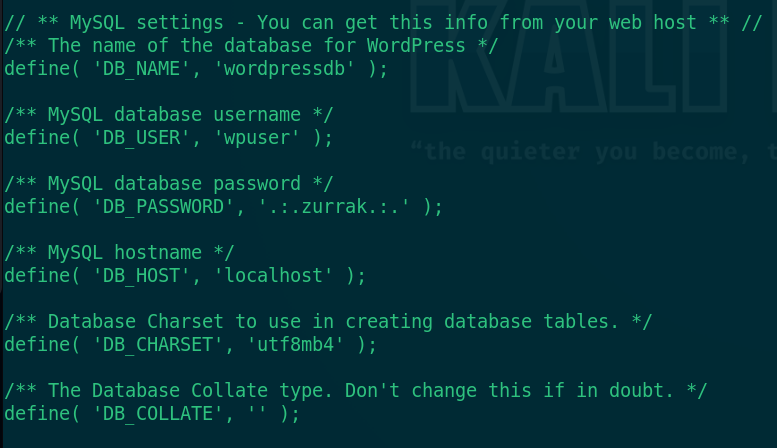 // ** MySQL settings - You can get this info from your web host ** //
/** The name of the database for WordPress */
define( 'DB_NAME', 'wordpressdb' );
/** MySQL database username */
define( 'DB_USER', 'wpuser' );
/** MySQL database password */
define( 'DB_PASSWORD', '.:.zurrak.:.' );
/** MySQL hostname */
define( 'DB_HOST', 'localhost' );
/** Database Charset to use in creating database tables. */
define( 'DB_CHARSET', 'utf8mb4' );
/** The Database Collate type. Don't change this if in doubt. */
define( 'DB_COLLATE', '' );
KALI
“the quieter you become,